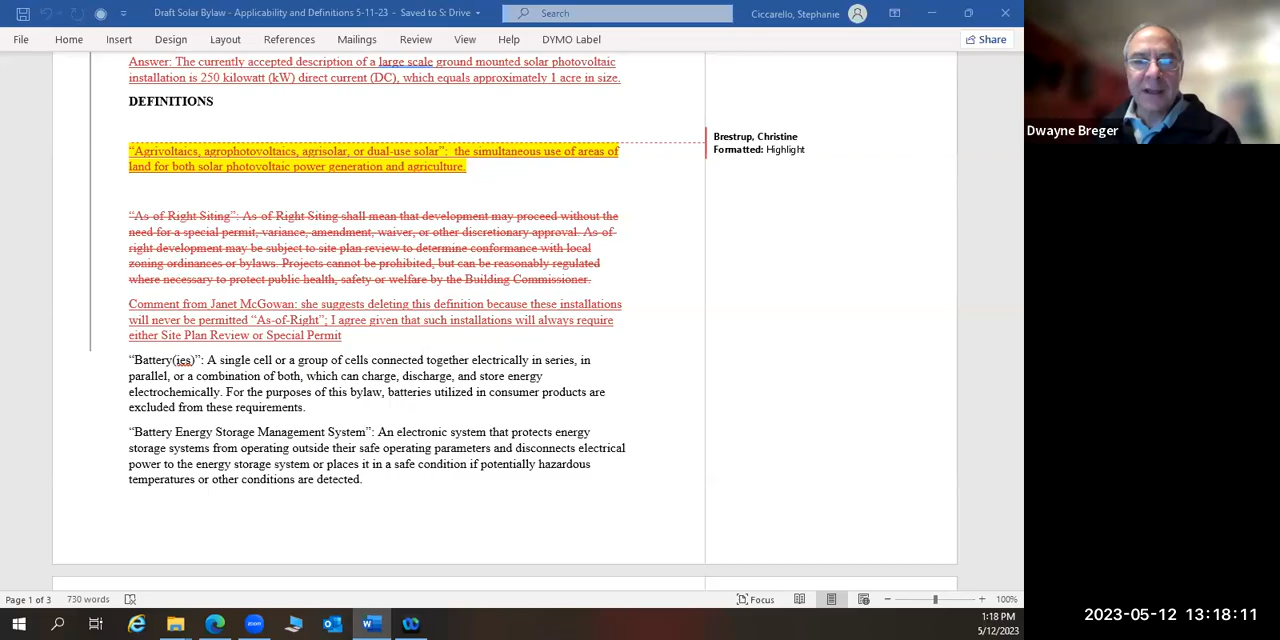 Draft Solar Bylaw - Applicability and Definitions 5-11-23 - Saved to S: Drive
Search
Ciccarello, Stephanie
File Home Insert Design Layout References Mailings Review View Help DYMO Label
Share
Answer: The currently accepted description of a large scale ground mounted solar photovoltaic
installation is 250 kilowatt (kW) direct current (DC), which equals approximately 1 acre in size.
DEFINITIONS
“Agrivoltaics, agrophotovoltaics, agrisolar, or dual-use solar”: the simultaneous use of areas of
land for both solar photovoltaic power generation and agriculture.
Brestrup, Christine
Formatted: Highlight
“As-of-Right Siting”: As-of-Right Siting shall mean that development may proceed without the
need for a special permit, variance, amendment, waiver, or other discretionary approval. As-of-
right development may be subject to site plan review to determine conformance with local
zoning ordinances or bylaws. Projects cannot be prohibited, but can be reasonably regulated
where necessary to protect public health, safety or welfare by the Building Commissioner.
Comment from Janet McGowan: she suggests deleting this definition because these installations
will never be permitted “As-of-Right”; I agree given that such installations will always require
either Site Plan Review or Special Permit
“Battery(ies)”: A single cell or a group of cells connected together electrically in series, in
parallel, or a combination of both, which can charge, discharge, and store energy
electrochemically. For the purposes of this bylaw, batteries utilized in consumer products are
excluded from these requirements.
“Battery Energy Storage Management System”: An electronic system that protects energy
storage systems from operating outside their safe operating parameters and disconnects electrical
power to the energy storage system or places it in a safe condition if potentially hazardous
temperatures or other conditions are detected.
Page 1 of 3 730 words
Focus
100%
zoom
1:18 PM
5/12/2023
Dwayne Breger
2023-05-12 13:18:11